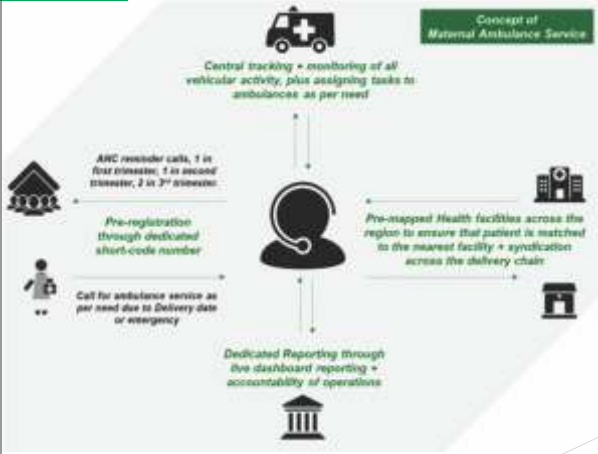 Concept of
Maternal Ambulance Service
Central tracking + monitoring of all
vehicular activity, plus assigning tasks to
ambulances as per need
ANC reminder calls, 1 in
first trimester, 1 in second
trimester, 2 in 3rd trimester
Pre-registration
through dedicated
short-code number
Call for ambulance service as
per need due to Delivery date
or emergency
Pre-mapped Health facilities across the
region to ensure that patient is matched
to the nearest facility + syndication
across the delivery chain
Dedicated Reporting through
live dashboard reporting +
accountability of operations